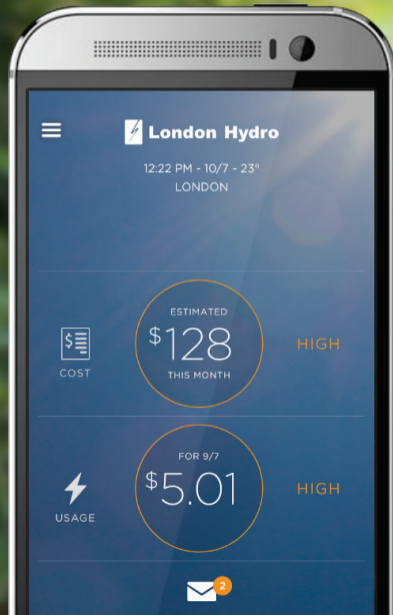 London Hydro
12:22 PM - 10/7 - 23°
LONDON
ESTIMATED
$128
THIS MONTH
COST
HIGH
FOR 9/7
$5.01
USAGE
HIGH
2